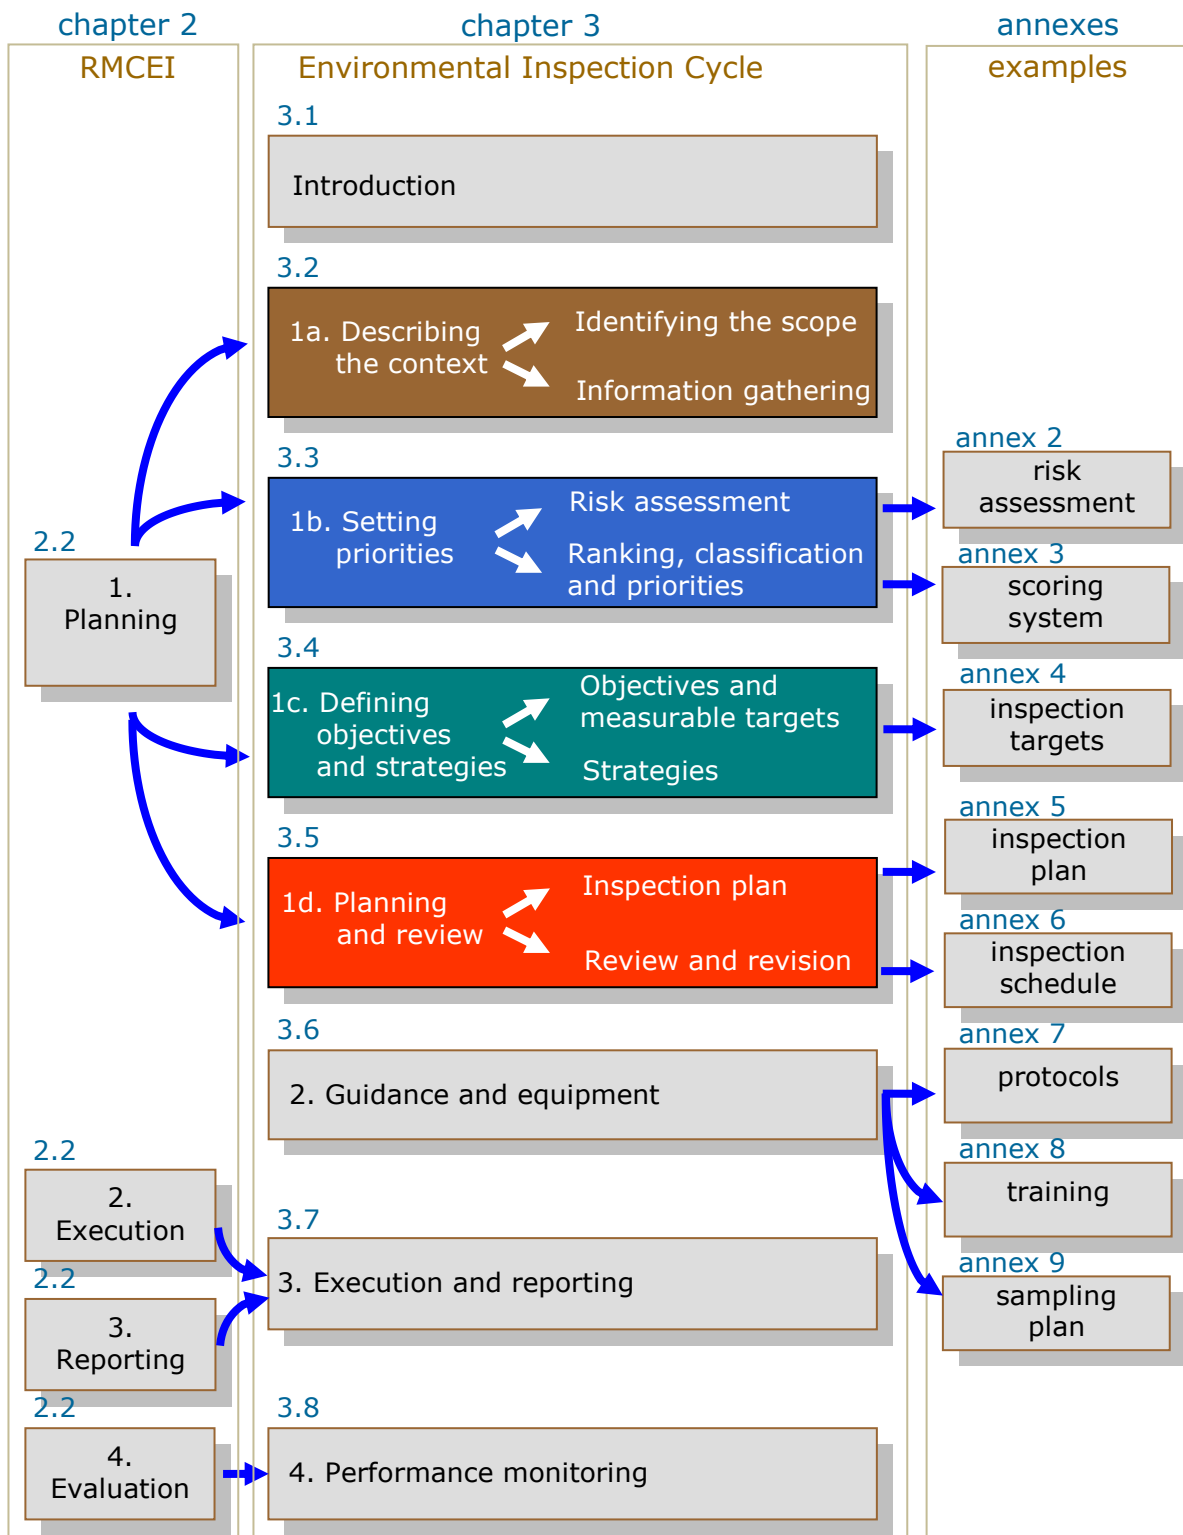 chapter 2
RMCEI
2.2
1.
Planning
2.2
2.
Execution
2.2
3.
Reporting
2.2
4.
Evaluation
chapter 3
Environmental Inspection Cycle
3.1
Introduction
3.2
1a. Describing
the context
Identifying the scope
Information gathering
3.3
1b. Setting
priorities
Risk assessment
Ranking, classification
and priorities
3.4
1c. Defining
objectives
and strategies
Objectives and
measurable targets
Strategies
3.5
1d. Planning
and review
Inspection plan
Review and revision
3.6
2. Guidance and equipment
3.7
3. Execution and reporting
3.8
4. Performance monitoring
annexes
examples
annex 2
risk
assessment
annex 3
scoring
system
annex 4
inspection
targets
annex 5
inspection
plan
annex 6
inspection
schedule
annex 7
protocols
annex 8
training
annex 9
sampling
plan